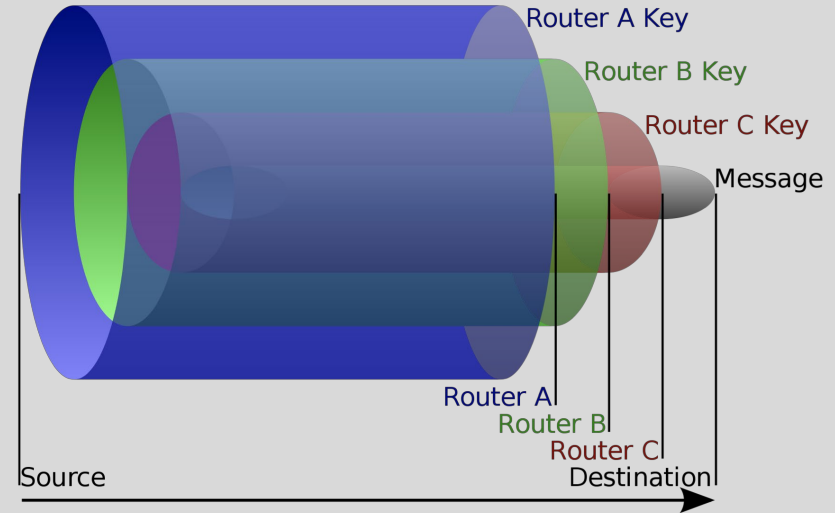 Router A Key
Router B Key
Router C Key
Message
Router A
Router B
Router C
Source
Destination